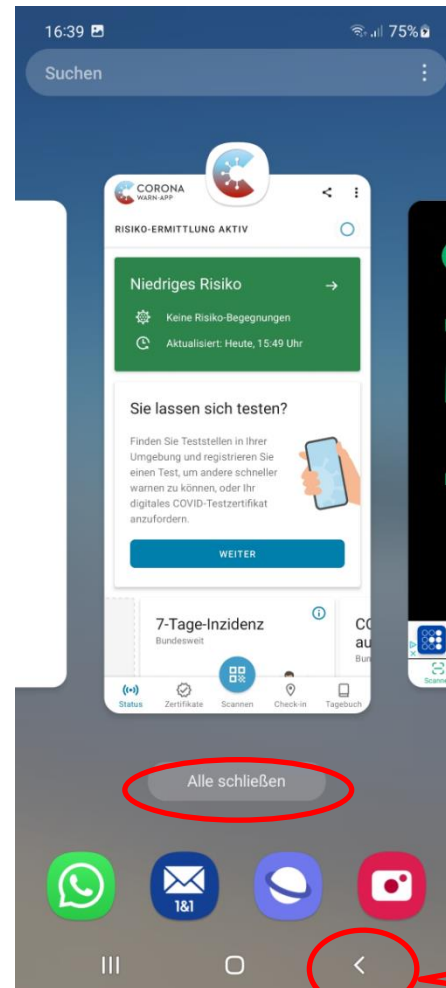 16:39
75%
Suchen
CORONA
WARN-APP
RISIKO-ERMITTLUNG AKTIV
Niedriges Risiko
Keine Risiko-Begegnungen
Aktualisiert: Heute, 15:49 Uhr
Sie lassen sich testen?
Finden Sie Teststellen in Ihrer
Umgebung und registrieren Sie
einen Test, um andere schneller
warnen zu können, oder Ihr
digitales COVID-Testzertifikat
anzufordern.
WEITER
7-Tage-Inzidenz
Bundesweit
Status Zertifikate Scannen Check-in Tagebuch
Alle schließen
1&1